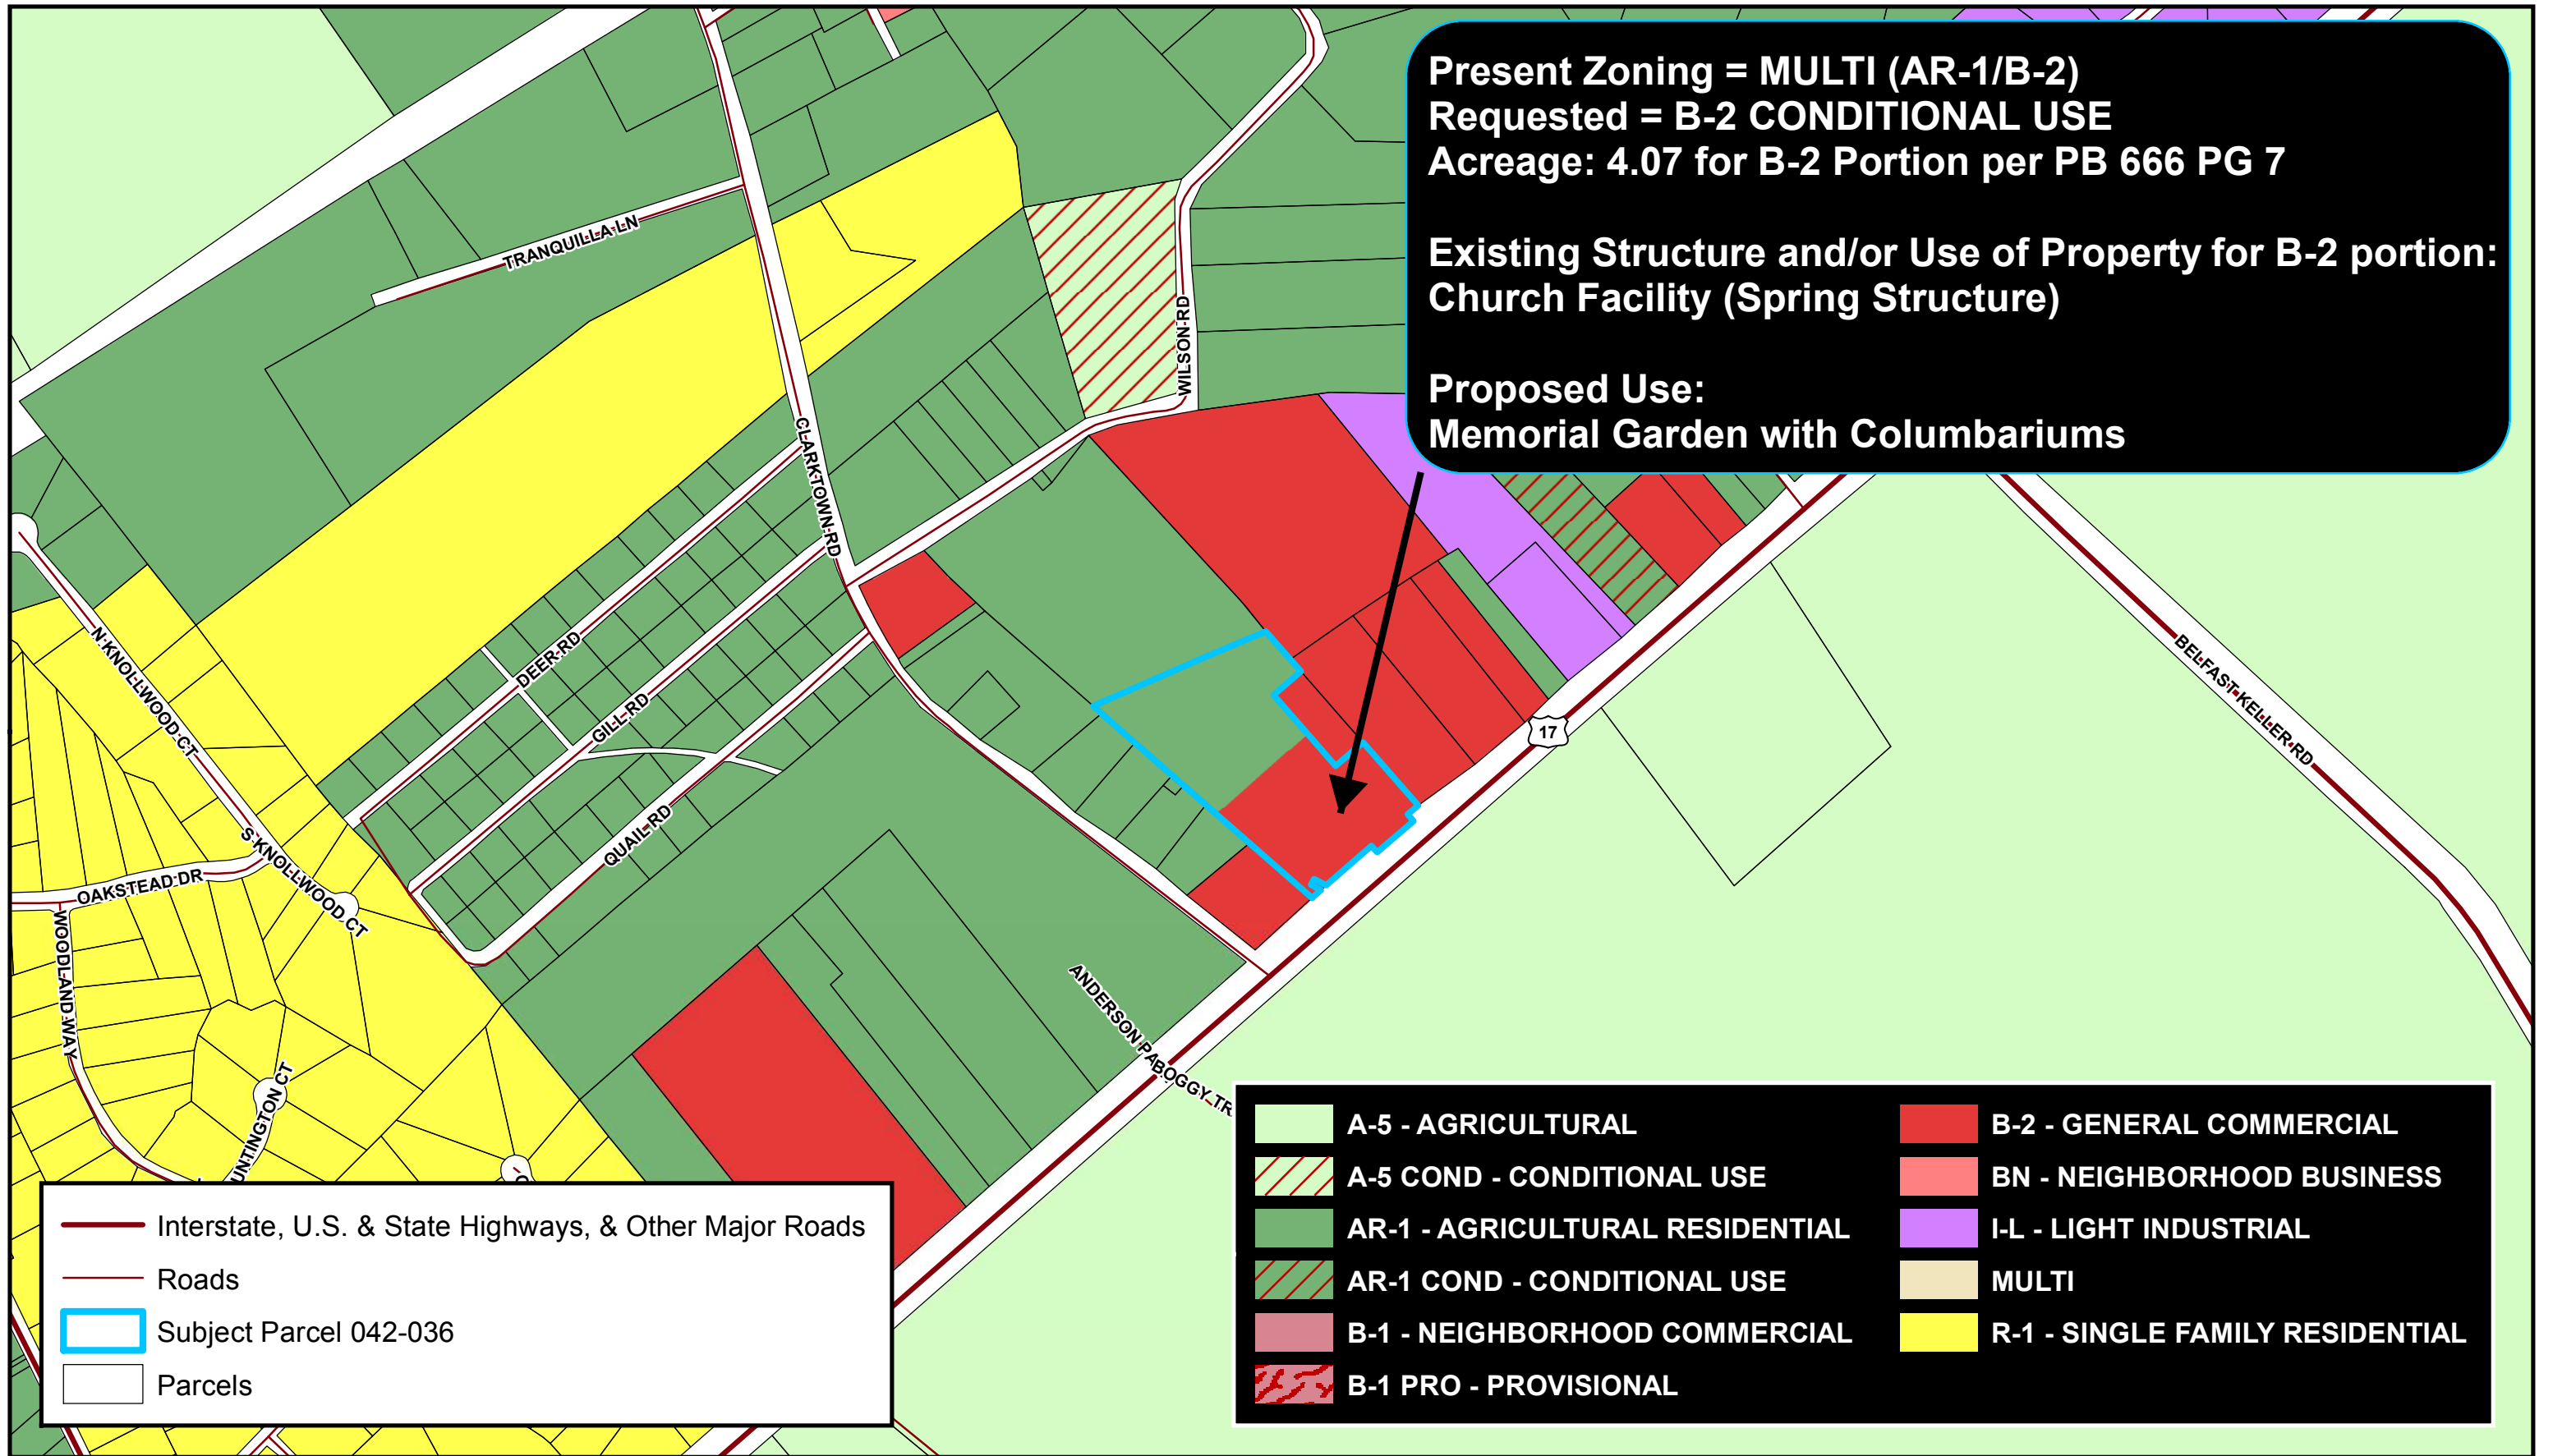 Present Zoning = MULTI (AR-1/B-2)
Requested = B-2 CONDITIONAL USE
Acreage: 4.07 for B-2 Portion per PB 666 PG 7
Existing Structure and/or Use of Property for B-2 portion:
Church Facility (Spring Structure)
Proposed Use:
Memorial Garden with Columbariums
TRANQUILLA LN
WILSON RD
CLARKTOWN RD
N KNOLLWOOD CT
DEER RD
GILL RD
QUAIL RD
S KNOLLWOOD CT
OAKSTEAD DR
WOODLAND WAY
17
BELFAST KELLER RD
ANDERSON PA
BOGGY TR
UNTINGTON CT
Interstate, U.S. & State Highways, & Other Major Roads
Roads
Subject Parcel 042-036
Parcels
A-5 - AGRICULTURAL
A-5 COND - CONDITIONAL USE
AR-1 - AGRICULTURAL RESIDENTIAL
AR-1 COND - CONDITIONAL USE
B-1 - NEIGHBORHOOD COMMERCIAL
B-1 PRO - PROVISIONAL
B-2 - GENERAL COMMERCIAL
BN - NEIGHBORHOOD BUSINESS
I-L - LIGHT INDUSTRIAL
MULTI
R-1 - SINGLE FAMILY RESIDENTIAL